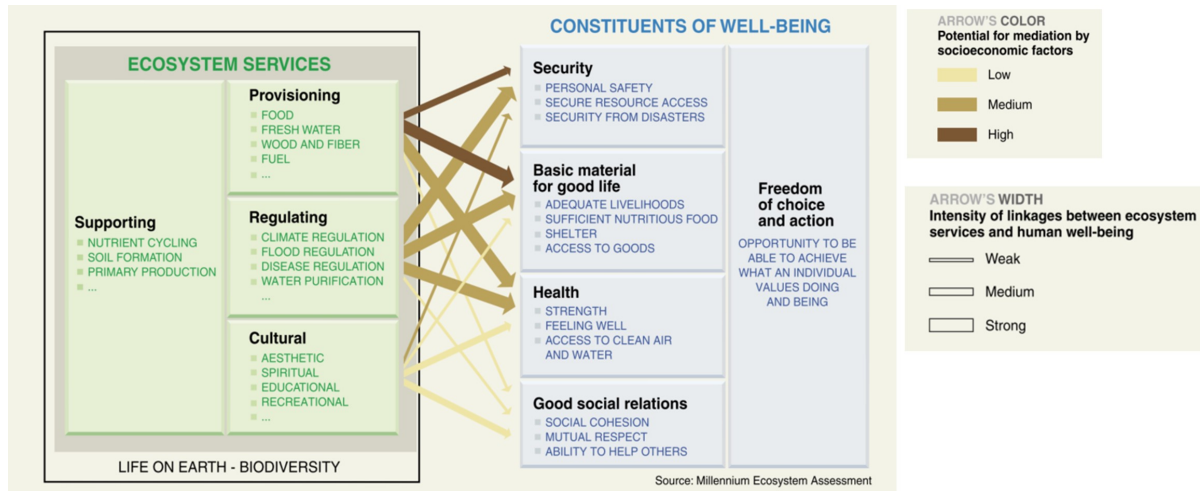 CONSTITUENTS OF WELL-BEING
ECOSYSTEM SERVICES
Supporting
NUTRIENT CYCLING
SOIL FORMATION
PRIMARY PRODUCTION
...
Provisioning
FOOD
FRESH WATER
WOOD AND FIBER
FUEL
...
Regulating
CLIMATE REGULATION
FLOOD REGULATION
DISEASE REGULATION
WATER PURIFICATION
...
Cultural
AESTHETIC
SPIRITUAL
EDUCATIONAL
RECREATIONAL
...
LIFE ON EARTH - BIODIVERSITY
Security
PERSONAL SAFETY
SECURE RESOURCE ACCESS
SECURITY FROM DISASTERS
Basic material
for good life
ADEQUATE LIVELIHOODS
SUFFICIENT NUTRITIOUS FOOD
SHELTER
ACCESS TO GOODS
Health
STRENGTH
FEELING WELL
ACCESS TO CLEAN AIR
AND WATER
Good social relations
SOCIAL COHESION
MUTUAL RESPECT
ABILITY TO HELP OTHERS
Freedom
of choice
and action
OPPORTUNITY TO BE
ABLE TO ACHIEVE
WHAT AN INDIVIDUAL
VALUES DOING
AND BEING
Source: Millennium Ecosystem Assessment
ARROW'S COLOR
Potential for mediation by
socioeconomic factors
Low
Medium
High
ARROW'S WIDTH
Intensity of linkages between ecosystem
services and human well-being
Weak
Medium
Strong